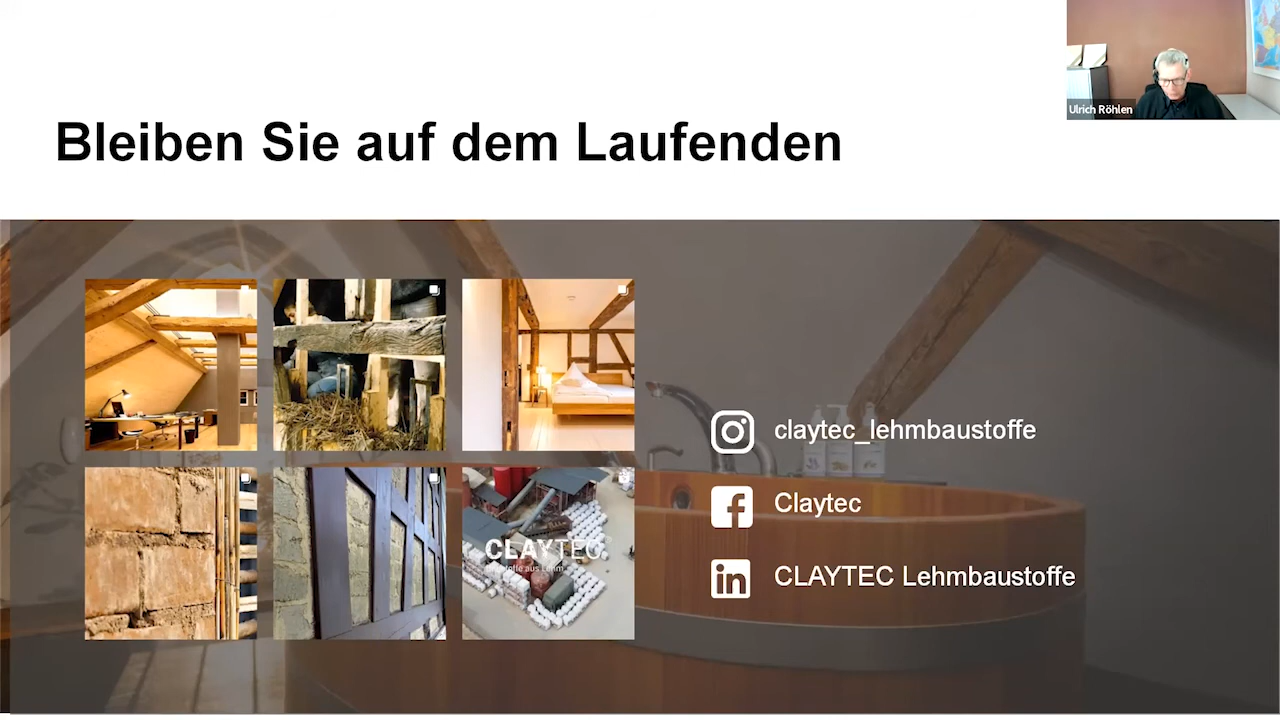 Ulrich Röhlen
Bleiben Sie auf dem Laufenden
claytec_lehmbaustoffe
Claytec
CLAYTEC
CLAYTEC Lehmbaustoffe